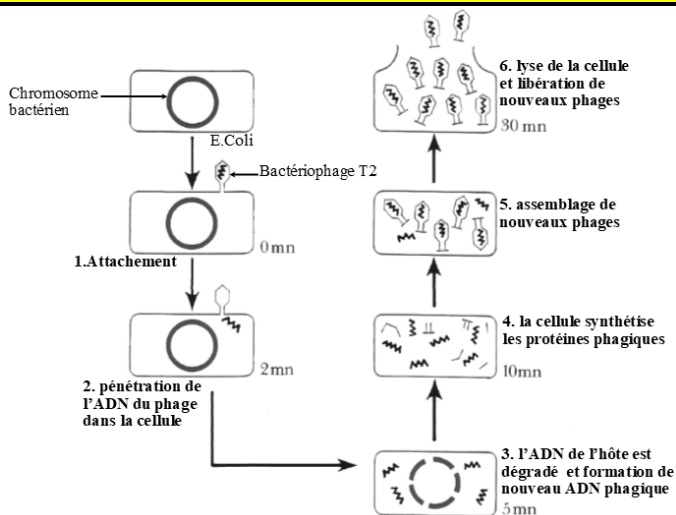 Chromosome
bactérien
E.Coli
Bactériophage T2
0mn
1.Attachement
2mn
2. pénétration de
l'ADN du phage
dans la cellule
3. l'ADN de l'hôte est
dégradé et formation de
nouveau ADN phagique
5mn
4. la cellule synthétise
les protéines phagiques
10mn
5. assemblage de
nouveaux phages
6. lyse de la cellule
et libération de
nouveaux phages
30 mn